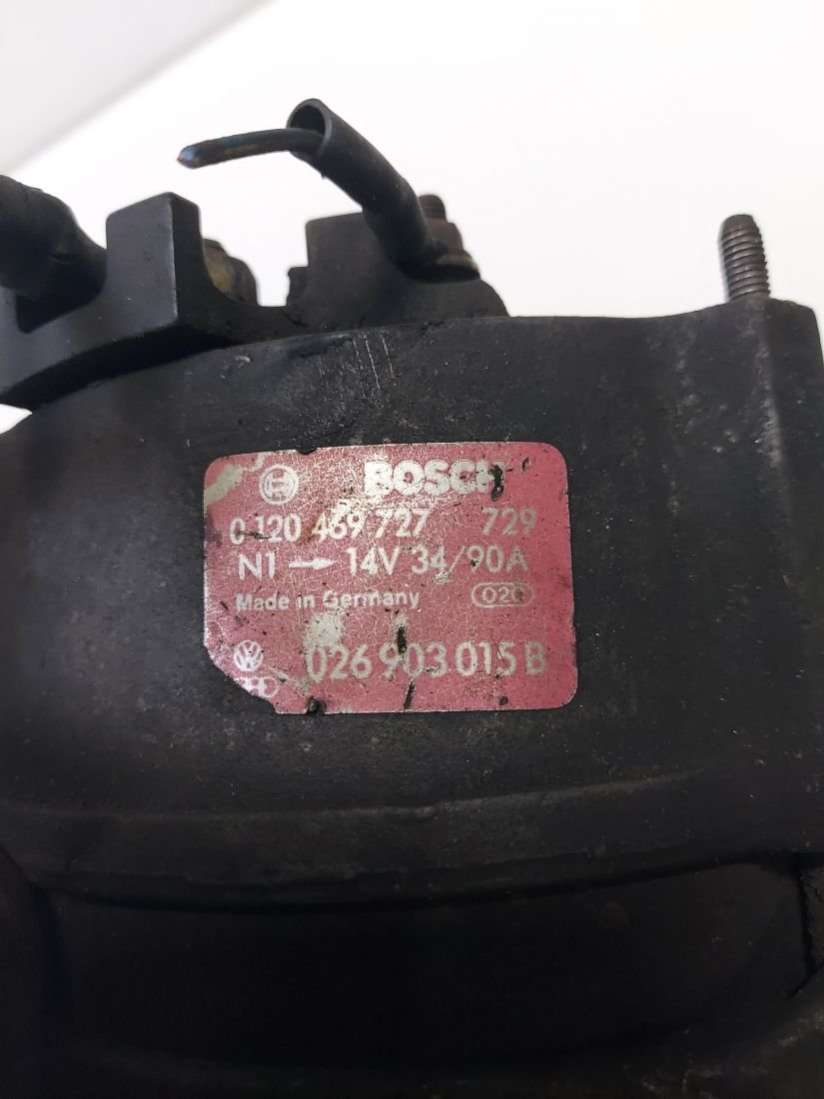 BOSCH
0 120 469 727 729
N1 → 14V 34/90A
Made in Germany 020
026 903 015 B